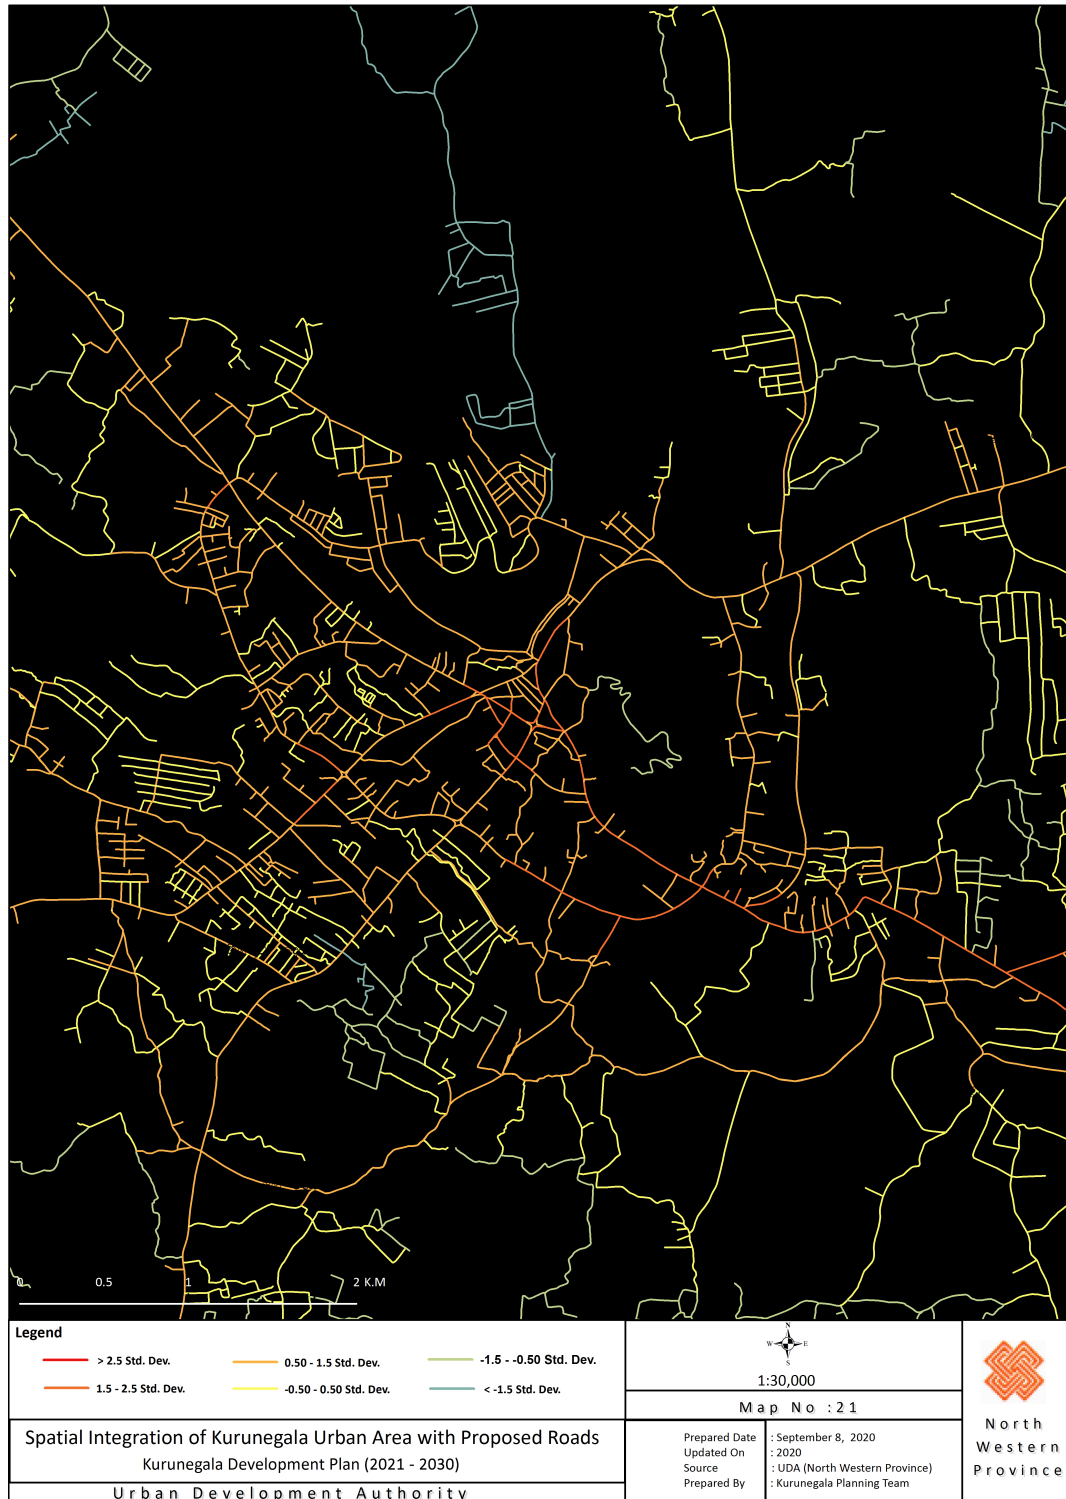 0 0.5 1 2 K.M
Legend
> 2.5 Std. Dev.
0.50 - 1.5 Std. Dev.
-1.5 - -0.50 Std. Dev.
1.5 - 2.5 Std. Dev.
-0.50 - 0.50 Std. Dev.
< -1.5 Std. Dev.
N
W E
S
1:30,000
Map No :21
Spatial Integration of Kurunegala Urban Area with Proposed Roads
Kurunegala Development Plan (2021 - 2030)
Urban Development Authority
Prepared Date : September 8, 2020
Updated On : 2020
Source : UDA (North Western Province)
Prepared By : Kurunegala Planning Team
North
Western
Province